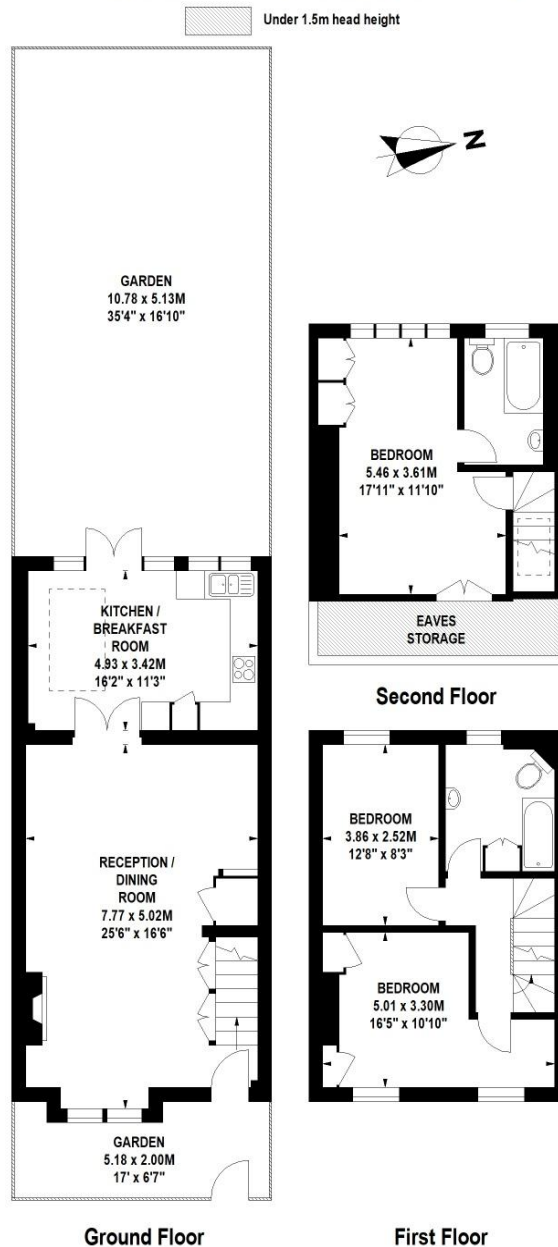 Under 1.5m head height
N
GARDEN
10.78 x 5.13M
35'4" x 16'10"
KITCHEN /
BREAKFAST
ROOM
4.93 x 3.42M
16'2" x 11'3"
RECEPTION /
DINING
ROOM
7.77 x 5.02M
25'6" x 16'6"
GARDEN
5.18 x 2.00M
17' x 6'7"
Ground Floor
BEDROOM
5.46 x 3.61M
17'11" x 11'10"
EAVES
STORAGE
Second Floor
BEDROOM
3.86 x 2.52M
12'8" x 8'3"
BEDROOM
5.01 x 3.30M
16'5" x 10'10"
First Floor